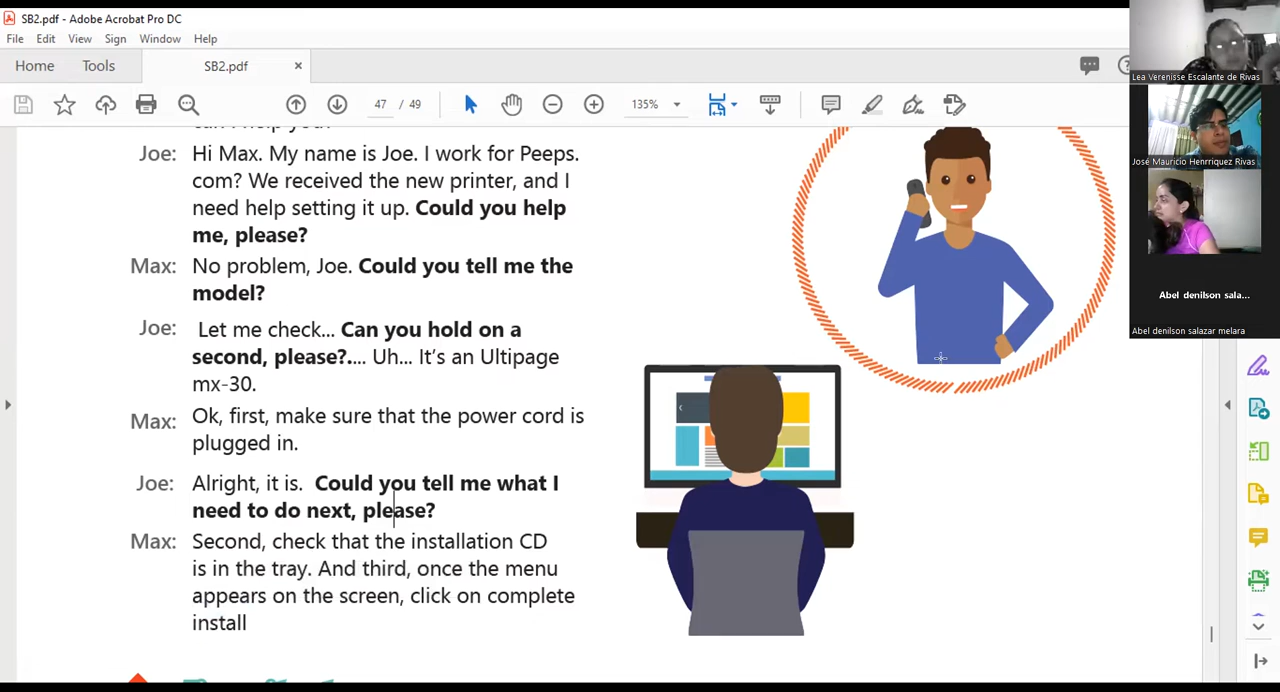 SB2.pdf - Adobe Acrobat Pro DC
File Edit View Sign Window Help
Home Tools SB2.pdf ×
47 / 49 135%
can I help you?
Joe: Hi Max. My name is Joe. I work for Peeps.
com? We received the new printer, and I
need help setting it up. Could you help
me, please?
Max: No problem, Joe. Could you tell me the
model?
Joe: Let me check... Can you hold on a
second, please?.... Uh... It’s an Ultipage
mx-30.
Max: Ok, first, make sure that the power cord is
plugged in.
Joe: Alright, it is. Could you tell me what I
need to do next, please?
Max: Second, check that the installation CD
is in the tray. And third, once the menu
appears on the screen, click on complete
install
Lea Verenisse Escalante de Rivas
José Mauricio Henrriquez Rivas
Abel denilson sala...
Abel denilson salazar melara